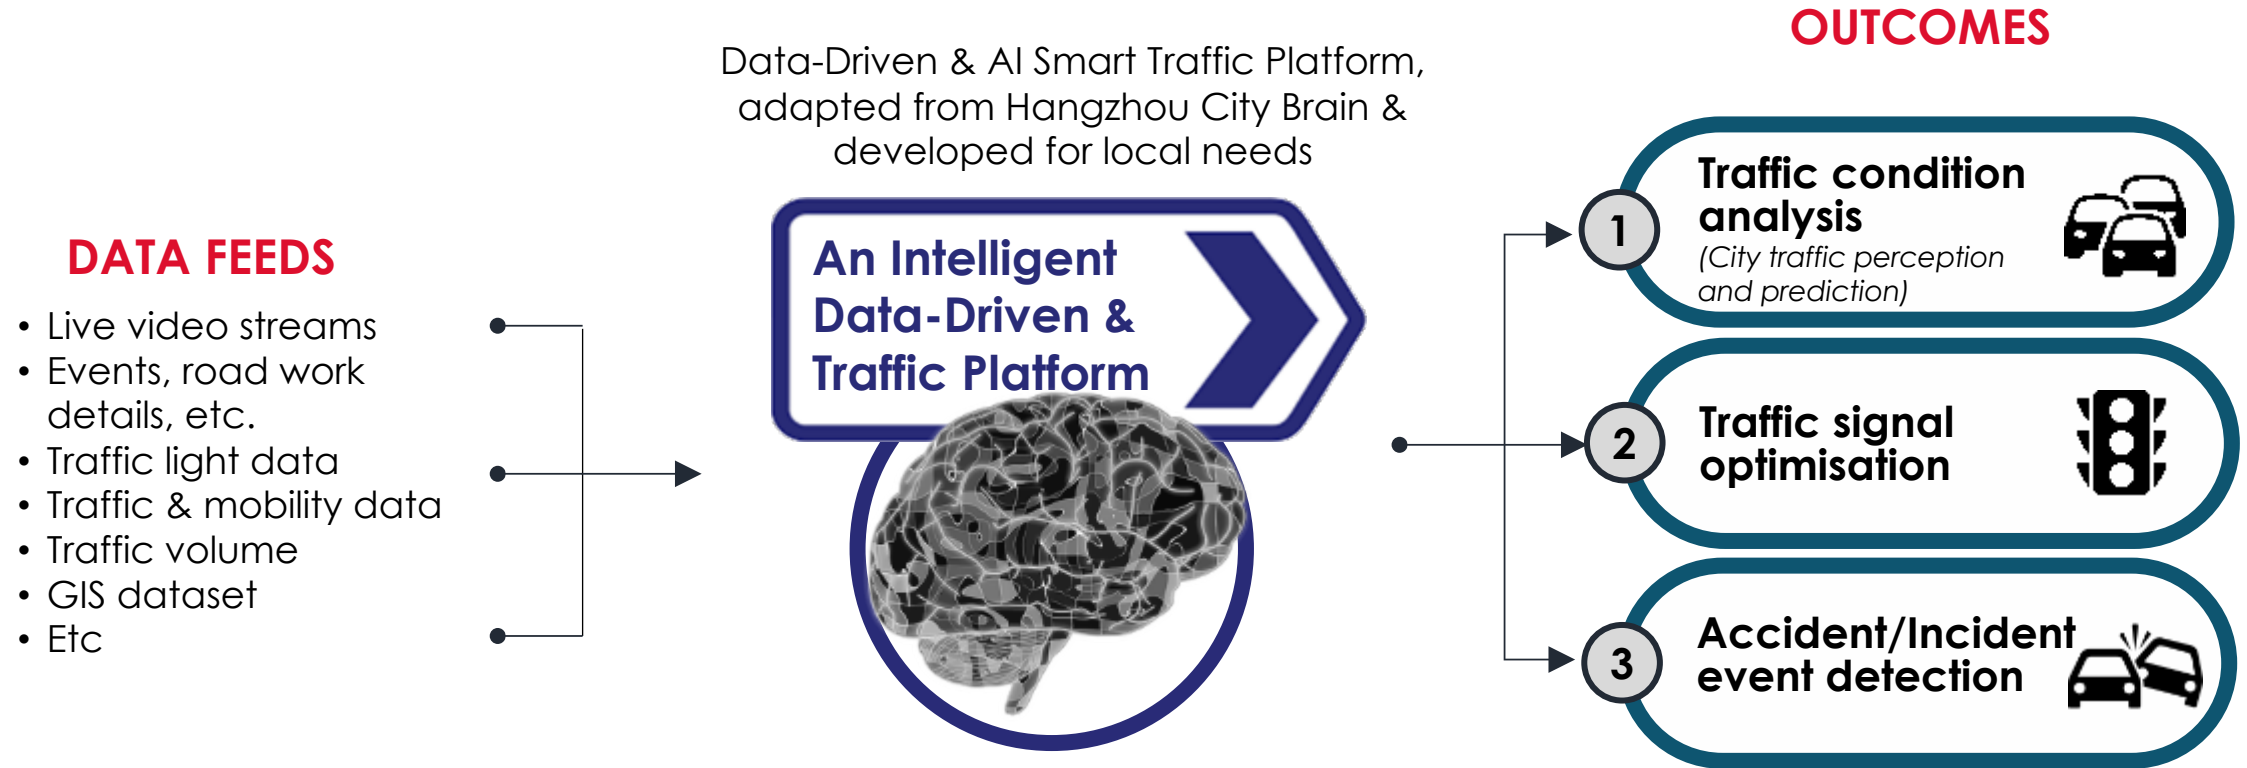 DATA FEEDS
• Live video streams
• Events, road work
details, etc.
• Traffic light data
• Traffic & mobility data
• Traffic volume
• GIS dataset
• Etc
Data-Driven & AI Smart Traffic Platform,
adapted from Hangzhou City Brain &
developed for local needs
An Intelligent
Data-Driven &
Traffic Platform
OUTCOMES
1
Traffic condition
analysis
(City traffic perception
and prediction)
2
Traffic signal
optimisation
3
Accident/Incident
event detection